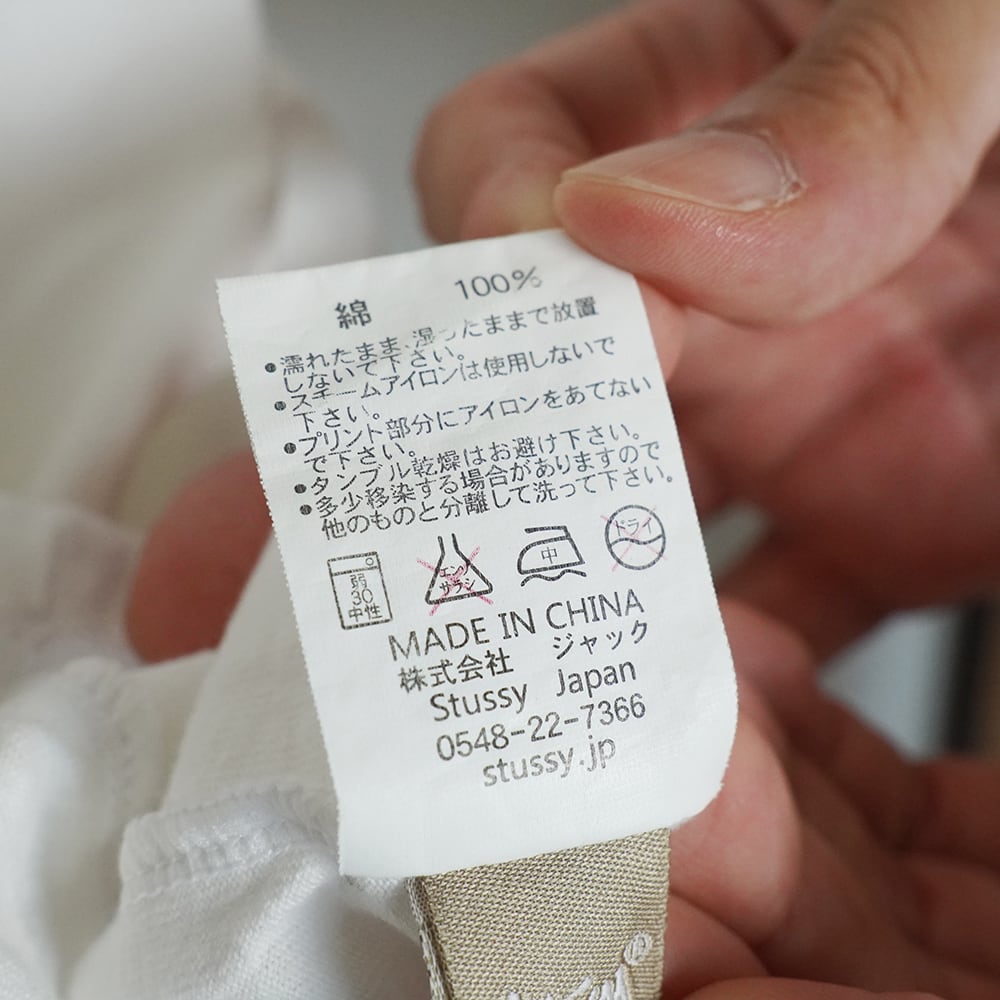 綿 100%
●濡れたまま、湿ったままで放置
しないで下さい。
●スチームアイロンは使用しないで
下さい。
●プリント部分にアイロンをあてない
で下さい。
●タンブル乾燥はお避け下さい。
●多少移染する場合がありますので
他のものと分離して洗って下さい。
弱
30
中性
エンソ
サラシ
中
ドライ
MADE IN CHINA
株式会社 ジャック
Stussy Japan
0548-22-7366
stussy.jp
®